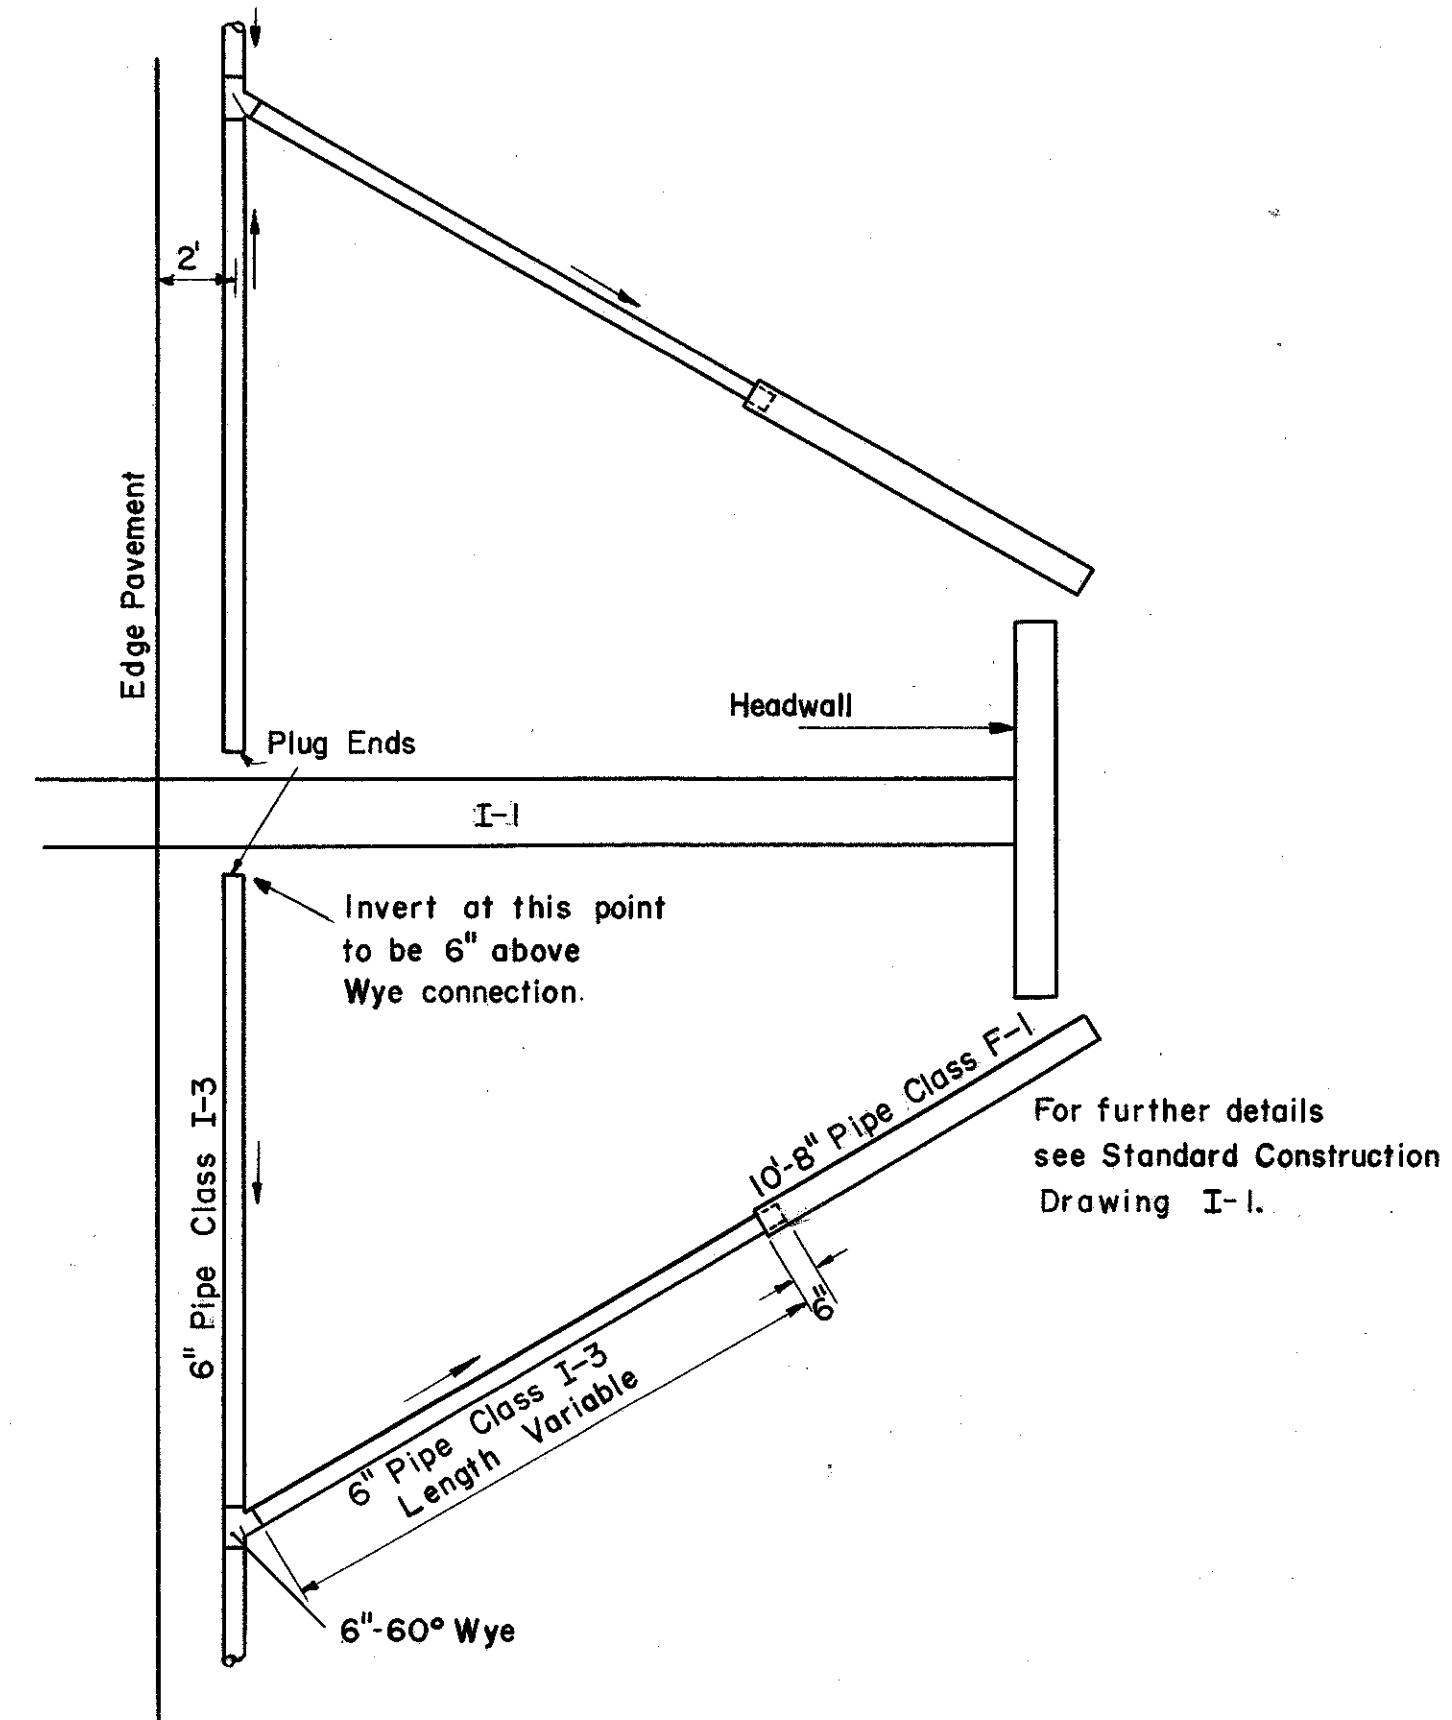 2'
Edge Pavement
Headwall
Plug Ends
I-1
Invert at this point
to be 6" above
Wye connection.
6" Pipe Class I-3
10'-8" Pipe Class F-1
For further details
see Standard Construction
Drawing I-1.
6"
6" Pipe Class I-3
Length Variable
6"-60° Wye